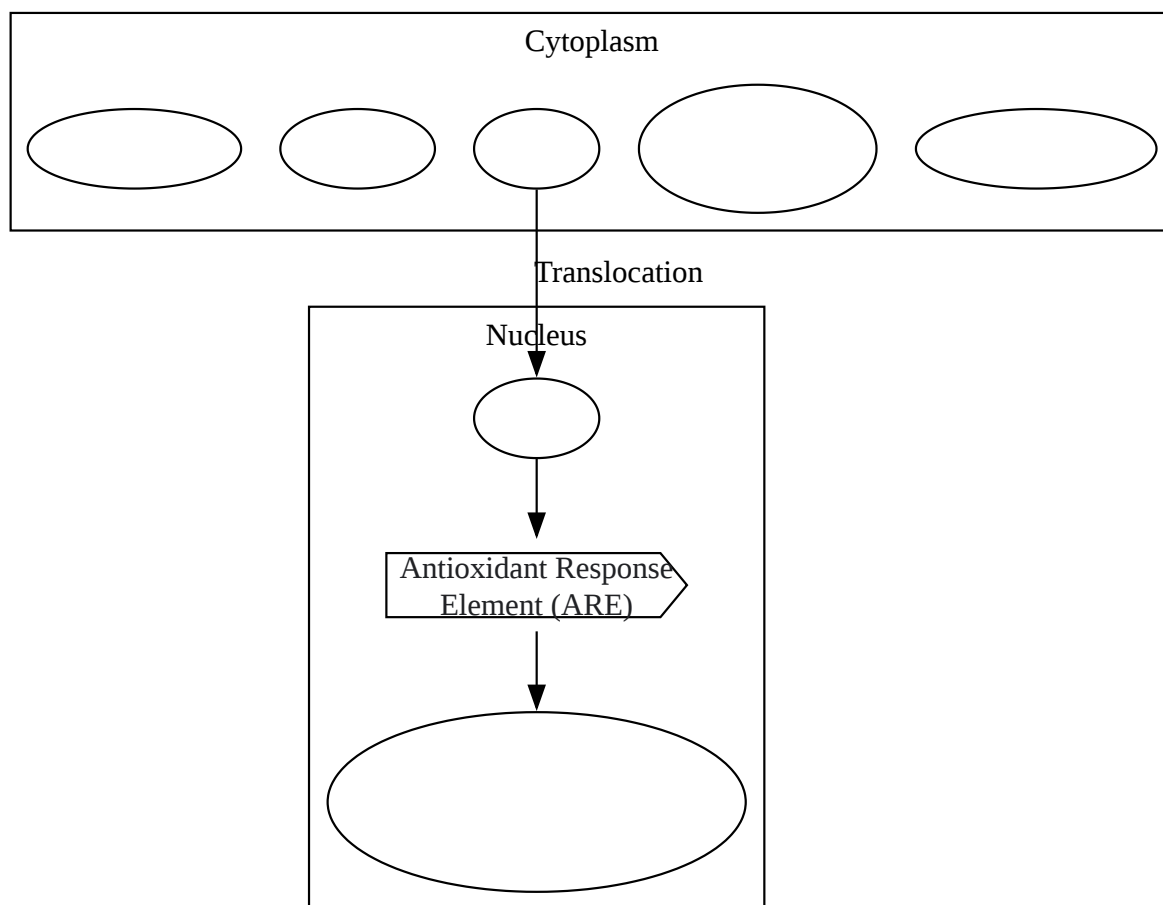 Cytoplasm
Translocation
Nucleus
Antioxidant Response
Element (ARE)